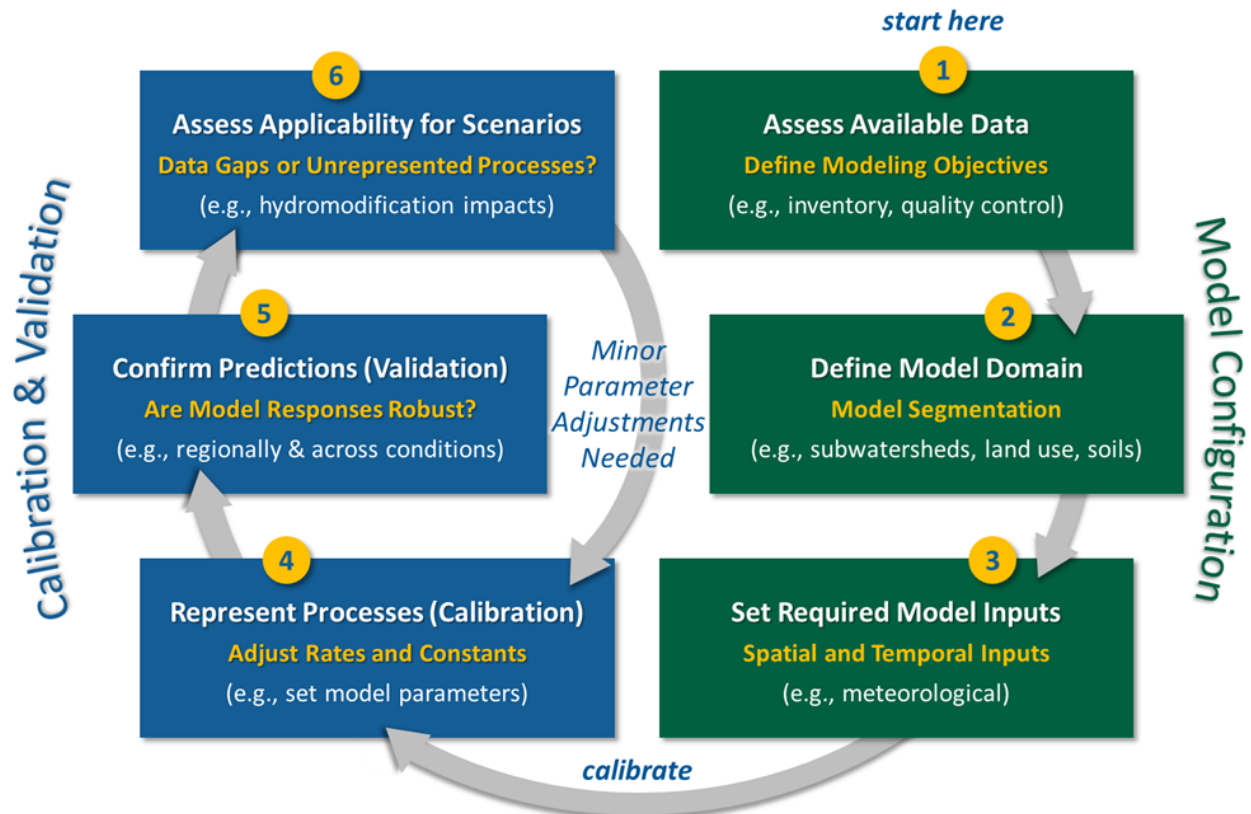 start here
1
Assess Available Data
Define Modeling Objectives
(e.g., inventory, quality control)
2
Define Model Domain
Model Segmentation
(e.g., subwatersheds, land use, soils)
3
Set Required Model Inputs
Spatial and Temporal Inputs
(e.g., meteorological)
Model Configuration
calibrate
4
Represent Processes (Calibration)
Adjust Rates and Constants
(e.g., set model parameters)
5
Confirm Predictions (Validation)
Are Model Responses Robust?
(e.g., regionally & across conditions)
6
Assess Applicability for Scenarios
Data Gaps or Unrepresented Processes?
(e.g., hydromodification impacts)
Minor
Parameter
Adjustments
Needed
Calibration & Validation